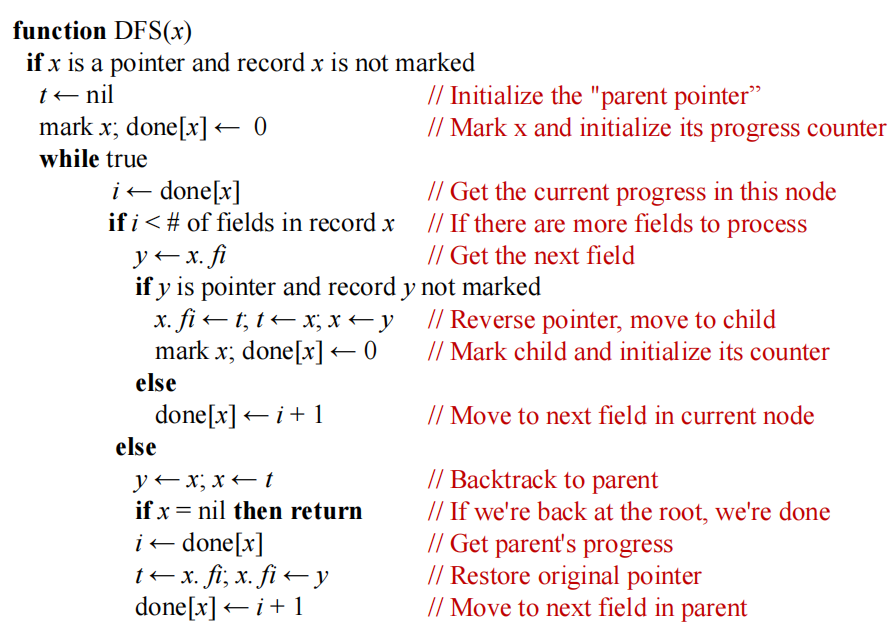 function DFS(x)
if x is a pointer and record x is not marked
t ← nil // Initialize the "parent pointer”
mark x; done[x] ← 0 // Mark x and initialize its progress counter
while true
i ← done[x] // Get the current progress in this node
if i < # of fields in record x // If there are more fields to process
y ← x. fi // Get the next field
if y is pointer and record y not marked
x. fi ← t; t ← x; x ← y // Reverse pointer, move to child
mark x; done[x] ← 0 // Mark child and initialize its counter
else
done[x] ← i + 1 // Move to next field in current node
else
y ← x; x ← t // Backtrack to parent
if x = nil then return // If we're back at the root, we're done
i ← done[x] // Get parent's progress
t ← x. fi; x. fi ← y // Restore original pointer
done[x] ← i + 1 // Move to next field in parent